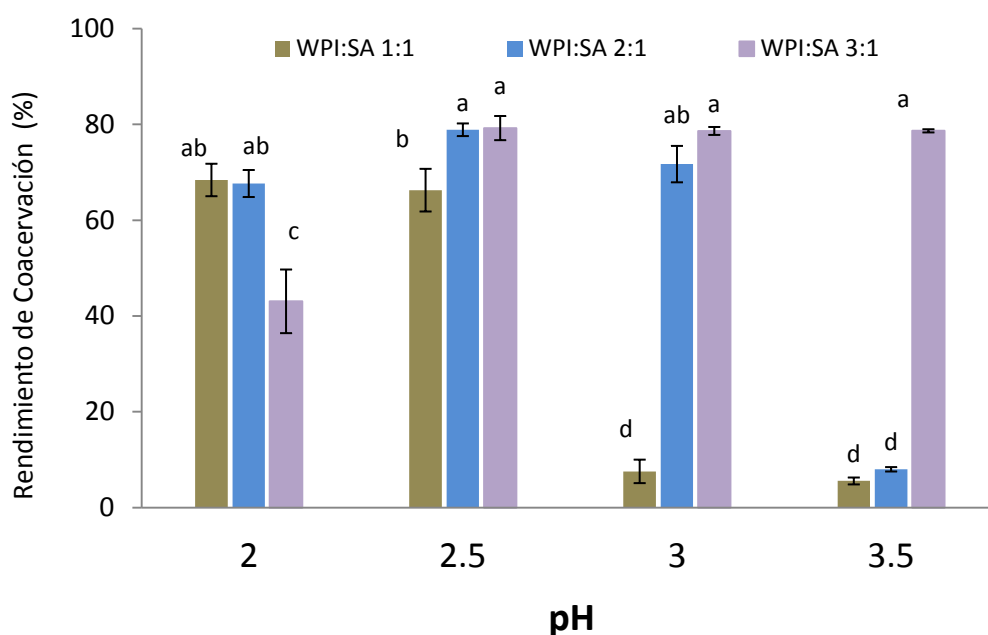 100
WPI:SA 1:1 WPI:SA 2:1 WPI:SA 3:1
80
60
40
20
0
Rendimiento de Coacervación (%)
ab ab c
b a a
d ab a
d d a
2 2.5 3 3.5
pH